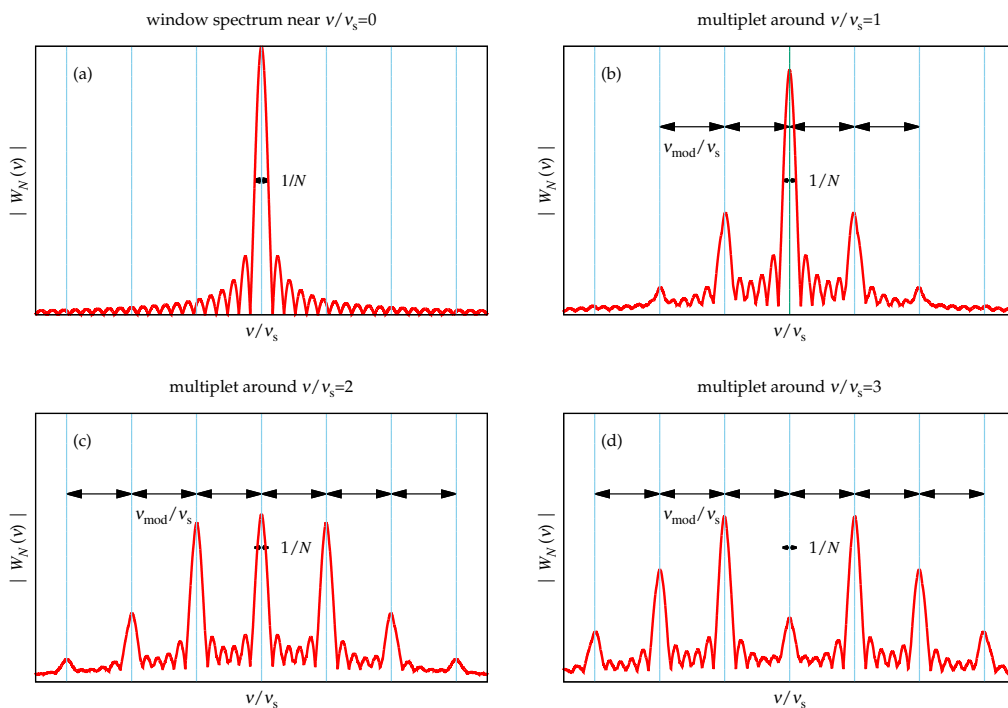 window spectrum near ν/νs=0
(a)
1/N
| WN(ν) |
ν/νs
multiplet around ν/νs=1
(b)
νmod/νs
1/N
| WN(ν) |
ν/νs
multiplet around ν/νs=2
(c)
νmod/νs
1/N
| WN(ν) |
ν/νs
multiplet around ν/νs=3
(d)
νmod/νs
1/N
| WN(ν) |
ν/νs